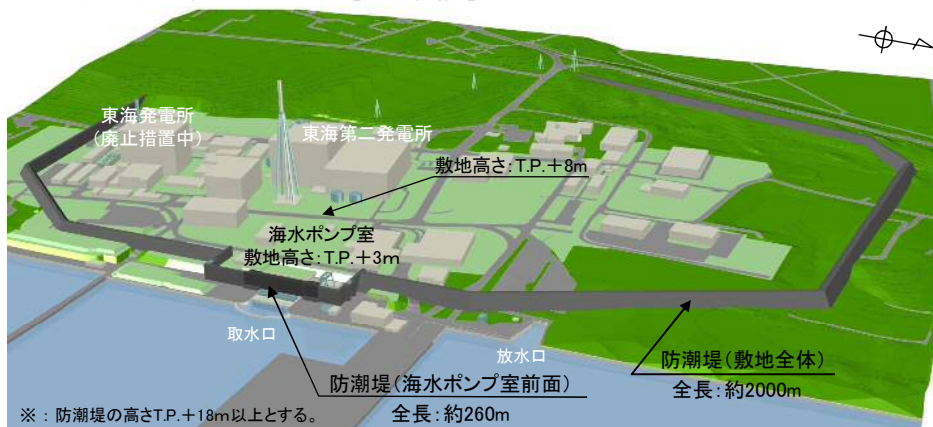 東海発電所
(廃止措置中)
東海第二発電所
敷地高さ:T.P.+8m
海水ポンプ室
敷地高さ:T.P.+3m
取水口
放水口
防潮堤(敷地全体)
全長:約2000m
防潮堤(海水ポンプ室前面)
全長:約260m
※:防潮堤の高さT.P.+18m以上とする。